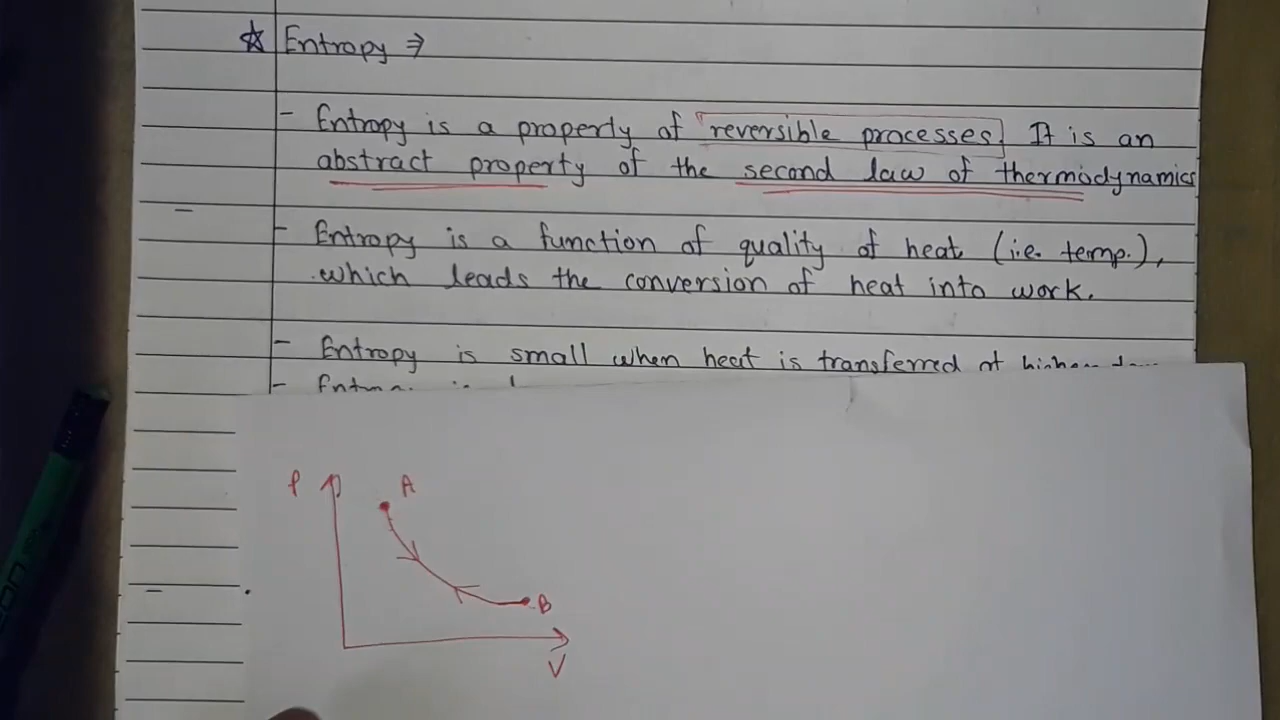 ☆ Entropy ⇒
- Entropy is a property of reversible processes. It is an
abstract property of the second law of thermodynamics
- Entropy is a function of quality of heat (i.e. temp.),
which leads the conversion of heat into work.
- Entropy is small when heat is transferred at higher
P
A
B
V